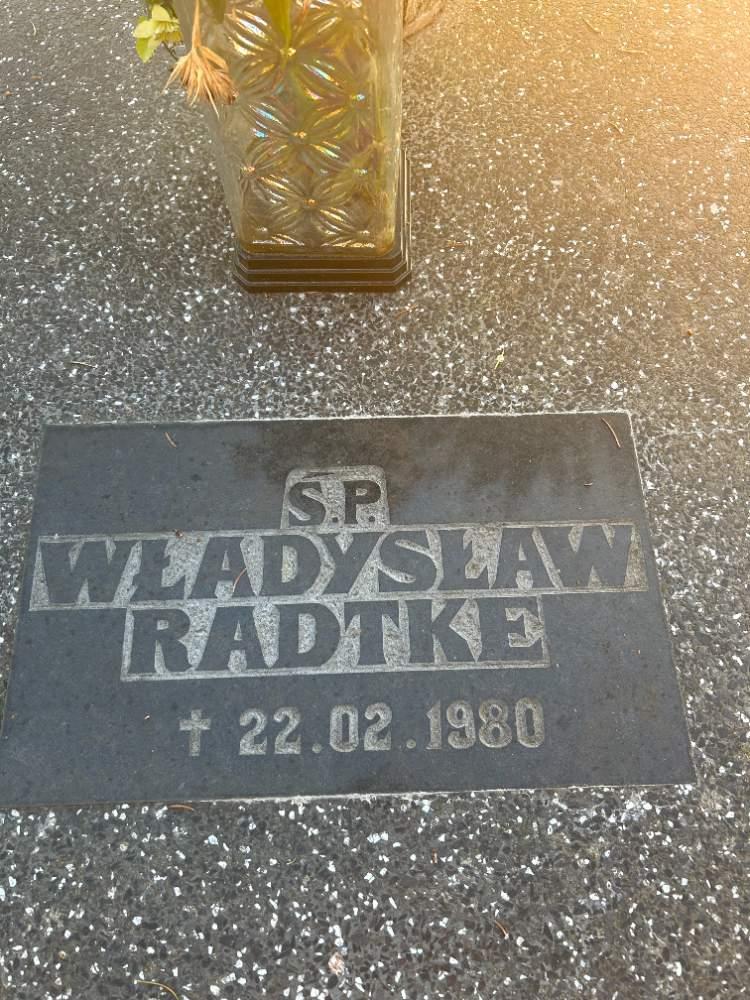 S.P.
WŁADYSŁAW
RADTKE
† 22.02.1980